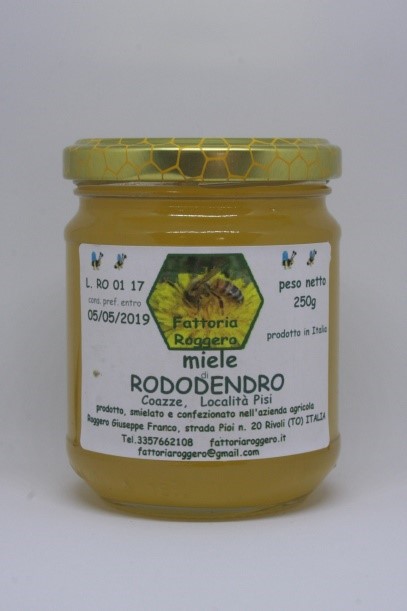 L. RO 01 17
cons. pref. entro
05/05/2019
peso netto
250g
prodotto in Italia
Fattoria
Roggero
miele
di
RODODENDRO
Coazze, Località Pisi
prodotto, smielato e confezionato nell'azienda agricola
Roggero Giuseppe Franco, strada Pioi n. 20 Rivoli (TO) ITALIA
Tel.3357662108 fattoriaroggero.it
fattoriaroggero@gmail.com